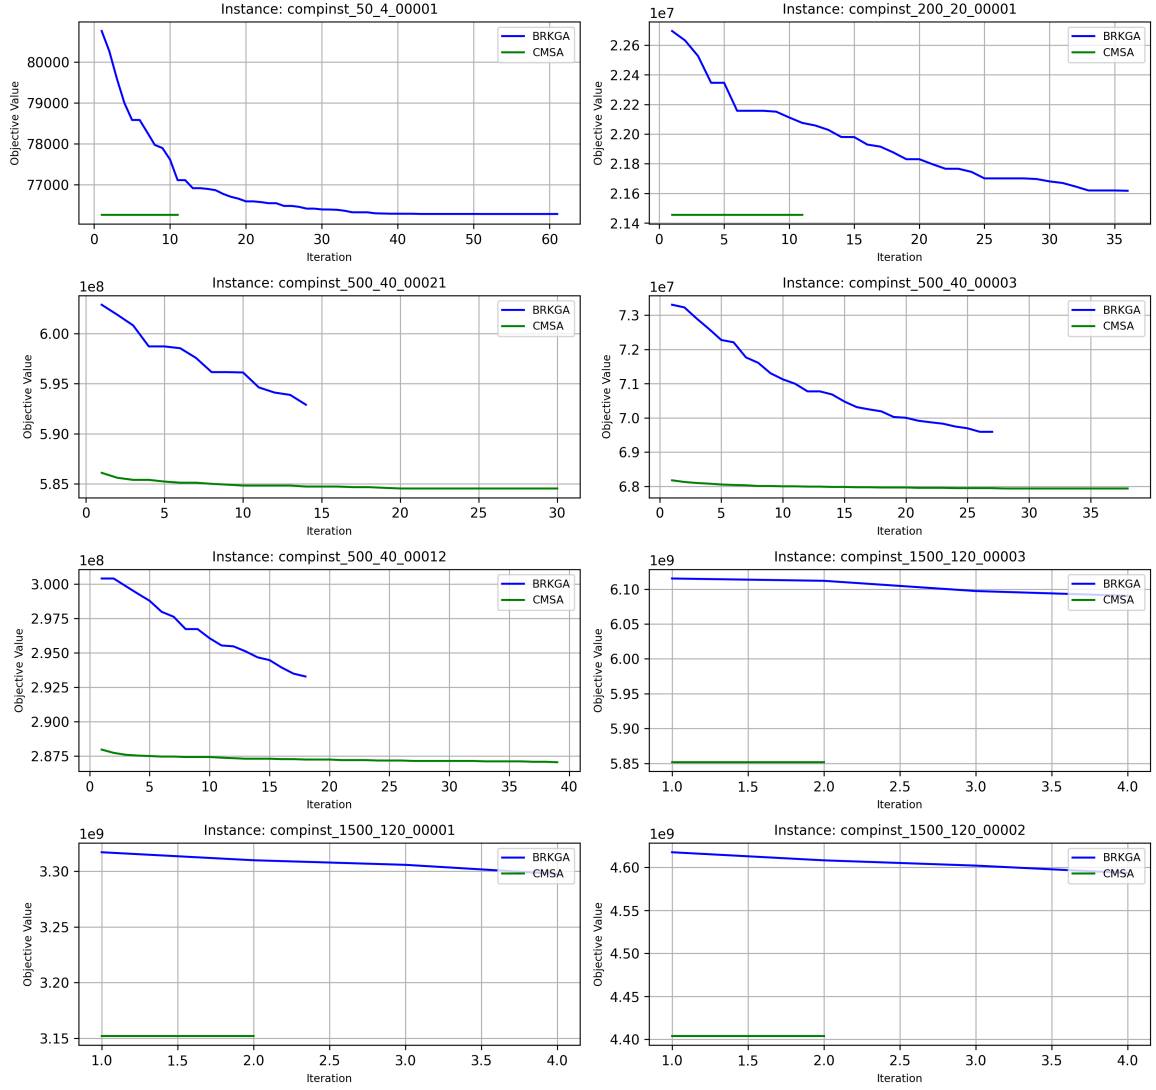 Instance: compinst_50_4_00001
BRKGA
CMSA
80000
79000
78000
77000
Objective Value
0 10 20 30 40 50 60
Iteration
Instance: compinst_200_20_00001
1e7
BRKGA
CMSA
2.26
2.24
2.22
2.20
2.18
2.16
2.14
Objective Value
0 5 10 15 20 25 30 35
Iteration
Instance: compinst_500_40_00021
1e8
BRKGA
CMSA
6.00
5.95
5.90
5.85
Objective Value
0 5 10 15 20 25 30
Iteration
Instance: compinst_500_40_00003
1e7
BRKGA
CMSA
7.3
7.2
7.1
7.0
6.9
6.8
Objective Value
0 5 10 15 20 25 30 35
Iteration
Instance: compinst_500_40_00012
1e8
BRKGA
CMSA
3.000
2.975
2.950
2.925
2.900
2.875
Objective Value
0 5 10 15 20 25 30 35 40
Iteration
Instance: compinst_1500_120_00003
1e9
BRKGA
CMSA
6.10
6.05
6.00
5.95
5.90
5.85
Objective Value
1.0 1.5 2.0 2.5 3.0 3.5 4.0
Iteration
Instance: compinst_1500_120_00001
1e9
BRKGA
CMSA
3.30
3.25
3.20
3.15
Objective Value
1.0 1.5 2.0 2.5 3.0 3.5 4.0
Iteration
Instance: compinst_1500_120_00002
1e9
BRKGA
CMSA
4.60
4.55
4.50
4.45
4.40
Objective Value
1.0 1.5 2.0 2.5 3.0 3.5 4.0
Iteration